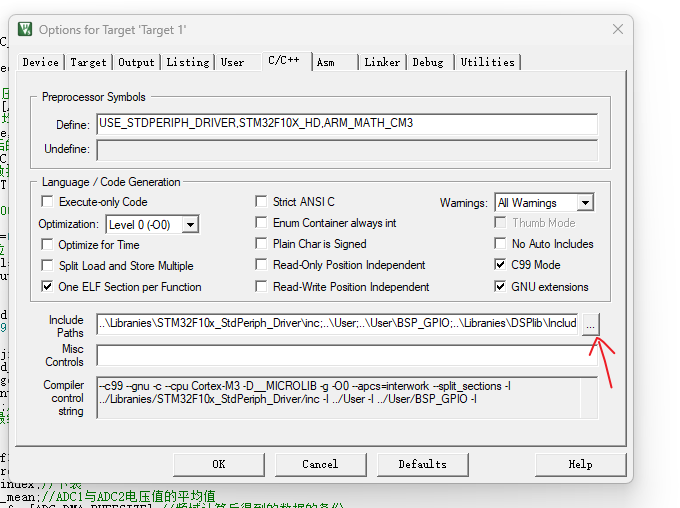 Options for Target 'Target 1'
Device Target Output Listing User C/C++ Asm Linker Debug Utilities
Preprocessor Symbols
Define: USE_STDPERIPH_DRIVER,STM32F10X_HD,ARM_MATH_CM3
Undefine:
Language / Code Generation
Execute-only Code
Strict ANSI C
Warnings: All Warnings
Optimization: Level 0 (-O0)
Enum Container always int
Thumb Mode
Optimize for Time
Plain Char is Signed
No Auto Includes
Split Load and Store Multiple
Read-Only Position Independent
C99 Mode
One ELF Section per Function
Read-Write Position Independent
GNU extensions
Include
Paths
..\Libraries\STM32F10x_StdPeriph_Driver\inc;..\User;..\User\BSP_GPIO;..\Libraries\DSPlib\Includ
...
Misc
Controls
Compiler
control
string
--c99 --gnu -c --cpu Cortex-M3 -D__MICROLIB -g -O0 --apcs=interwork --split_sections -I
../Libraries/STM32F10x_StdPeriph_Driver/inc -I ../User -I ../User/BSP_GPIO -I
OK Cancel Defaults Help
index;//下表
_mean;//ADC1与ADC2电压值的平均值